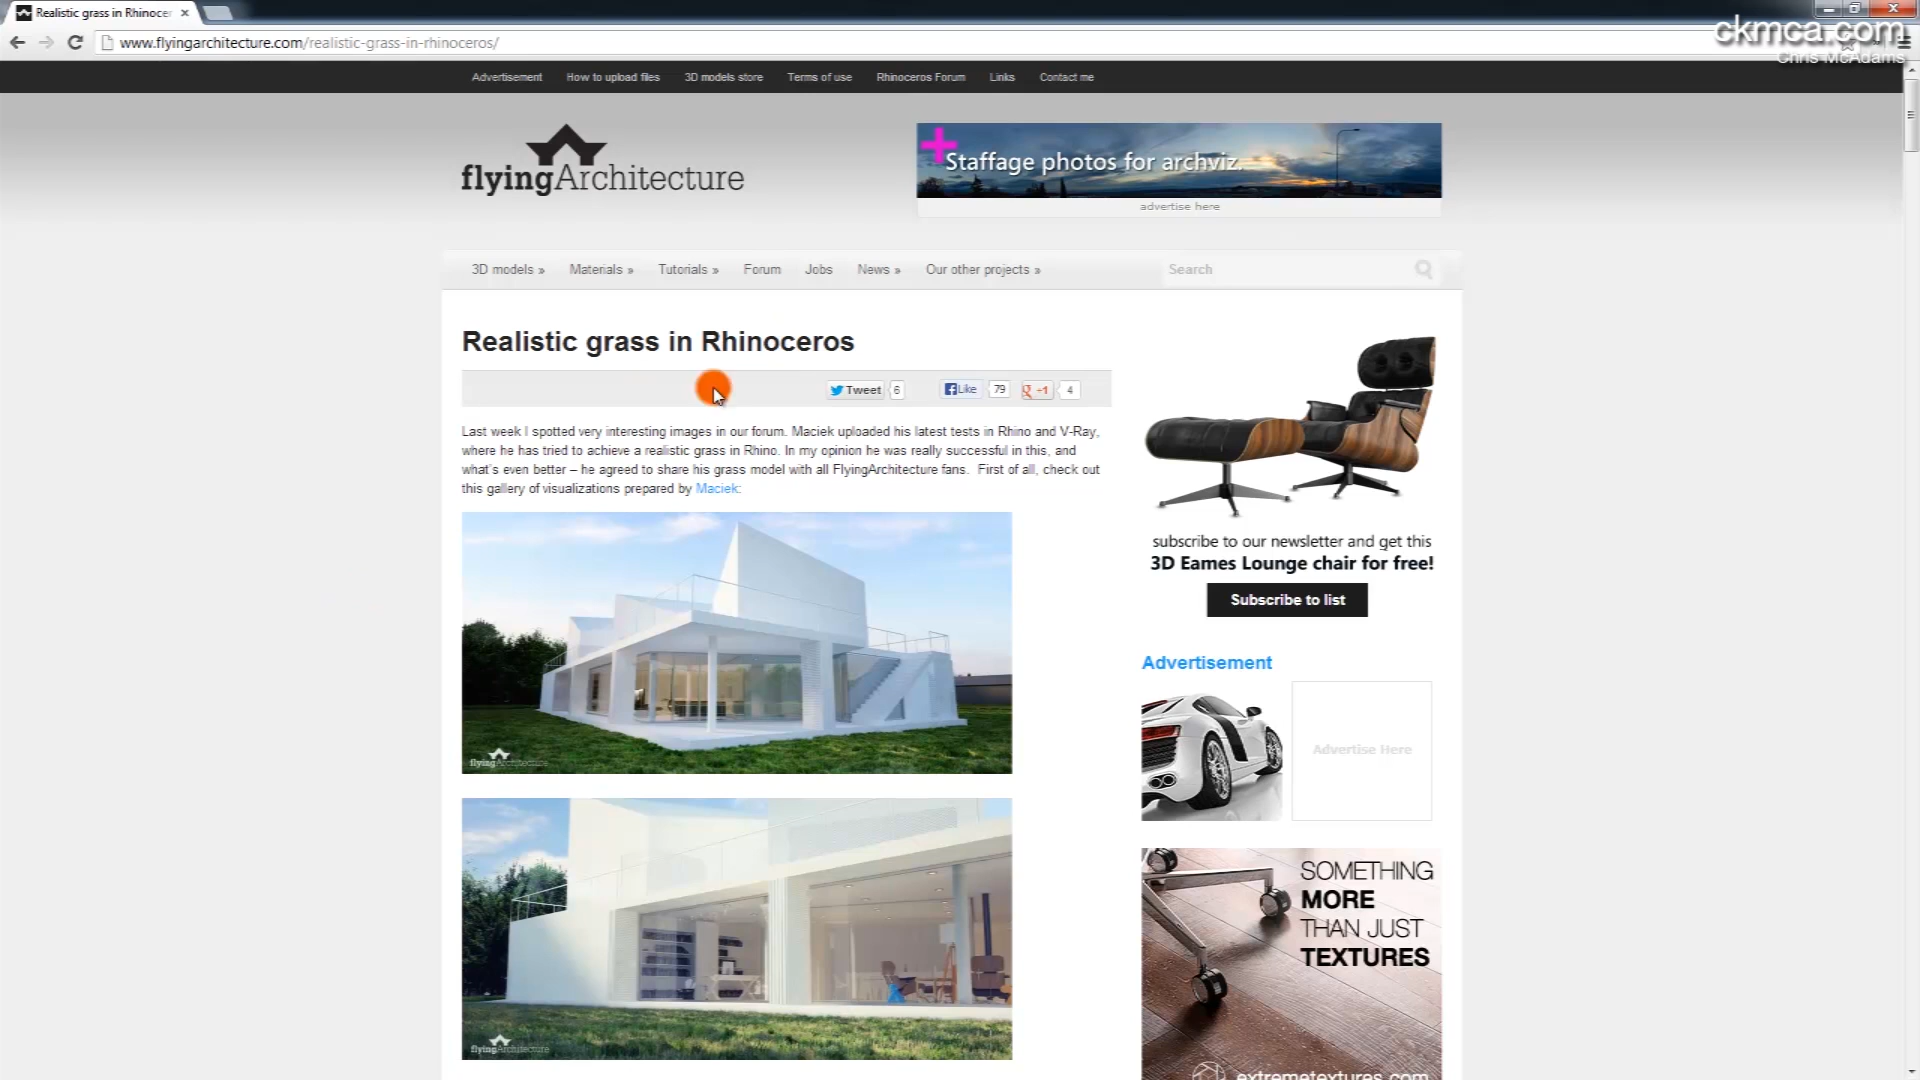 Realistic grass in Rhinocer
www.flyingarchitecture.com/realistic-grass-in-rhinoceros/
ckmca.com
Chris McAdams
Advertisement How to upload files 3D models store Terms of use Rhinoceros Forum Links Contact me
flyingArchitecture
Staffage photos for archviz.
advertise here
3D models » Materials » Tutorials » Forum Jobs News » Our other projects » Search
Realistic grass in Rhinoceros
Tweet 6 Like 79 +1 4
Last week I spotted very interesting images in our forum. Maciek uploaded his latest tests in Rhino and V-Ray,
where he has tried to achieve a realistic grass in Rhino. In my opinion he was really successful in this, and
what's even better – he agreed to share his grass model with all FlyingArchitecture fans. First of all, check out
this gallery of visualizations prepared by Maciek:
flyingArchitecture
flyingArchitecture
subscribe to our newsletter and get this
3D Eames Lounge chair for free!
Subscribe to list
Advertisement
Advertise Here
SOMETHING
MORE
THAN JUST
TEXTURES
extremetextures.com